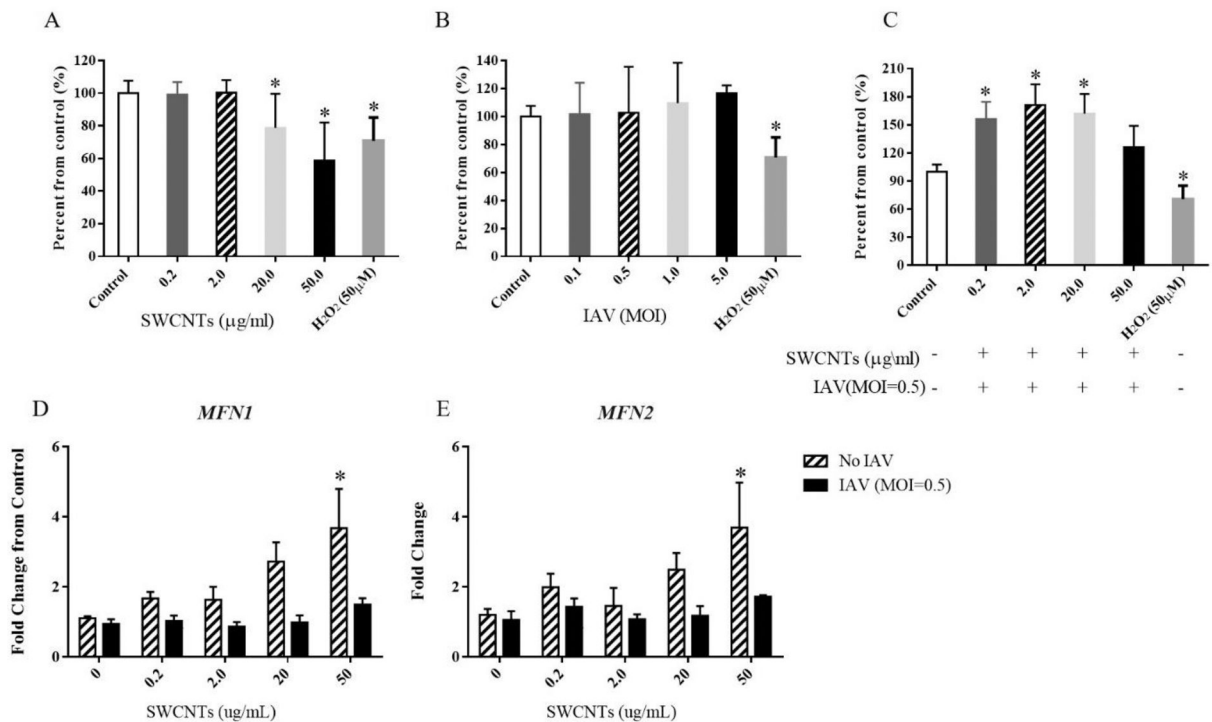 A
Percent from control (%)
120
100
80
60
40
20
0
*
*
*
Control
0.2
2.0
20.0
50.0
H₂O₂ (50μM)
SWCNTs (μg/ml)
B
Percent from control (%)
140
120
100
80
60
40
20
0
*
Control
0.1
0.5
1.0
5.0
H₂O₂ (50μM)
IAV (MOI)
C
Percent from control (%)
210
180
150
120
90
60
30
0
*
*
*
*
Control
0.2
2.0
20.0
50.0
H₂O₂ (50μM)
SWCNTs (μg\ml) - + + + + -
IAV(MOI=0.5) - + + + + -
D
MFN1
Fold Change from Control
6
4
2
0
*
0
0.2
2.0
20
50
SWCNTs (ug/mL)
E
MFN2
Fold Change
6
4
2
0
*
0
0.2
2.0
20
50
SWCNTs (ug/mL)
No IAV
IAV (MOI=0.5)